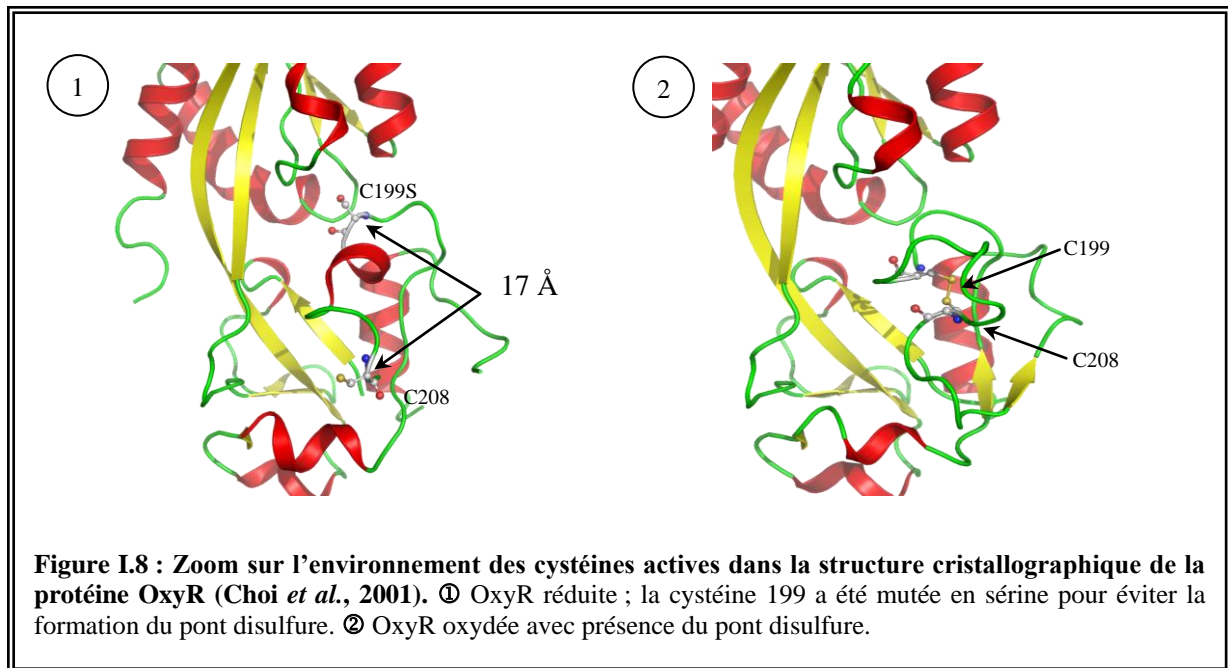 1
2
C199S
17 Å
C208
C199
C208
Figure I.8 : Zoom sur l’environnement des cystéines actives dans la structure cristallographique de la
protéine OxyR (Choi et al., 2001). ① OxyR réduite ; la cystéine 199 a été mutée en sérine pour éviter la
formation du pont disulfure. ② OxyR oxydée avec présence du pont disulfure.